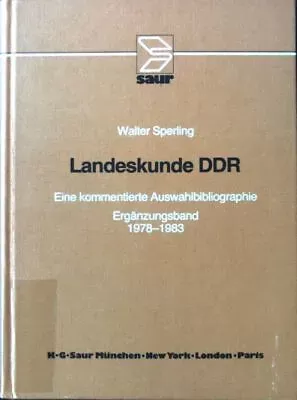 saur
Walter Sperling
Landeskunde DDR
Eine kommentierte Auswahlbibliographie
Ergänzungsband
1978–1983
K·G·Saur München·New York·London·Paris